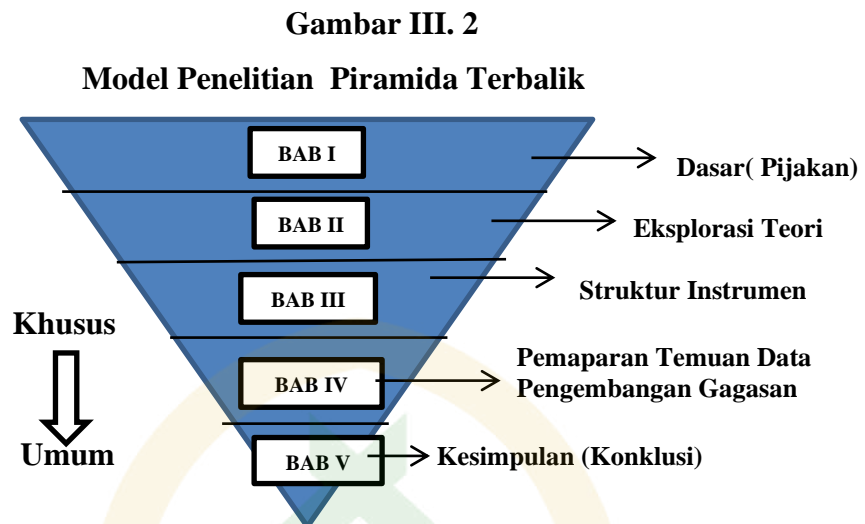 Gambar III. 2
Model Penelitian Piramida Terbalik
BAB I
Dasar( Pijakan)
BAB II
Eksplorasi Teori
BAB III
Struktur Instrumen
Khusus
Umum
BAB IV
Pemaparan Temuan Data
Pengembangan Gagasan
BAB V
Kesimpulan (Konklusi)